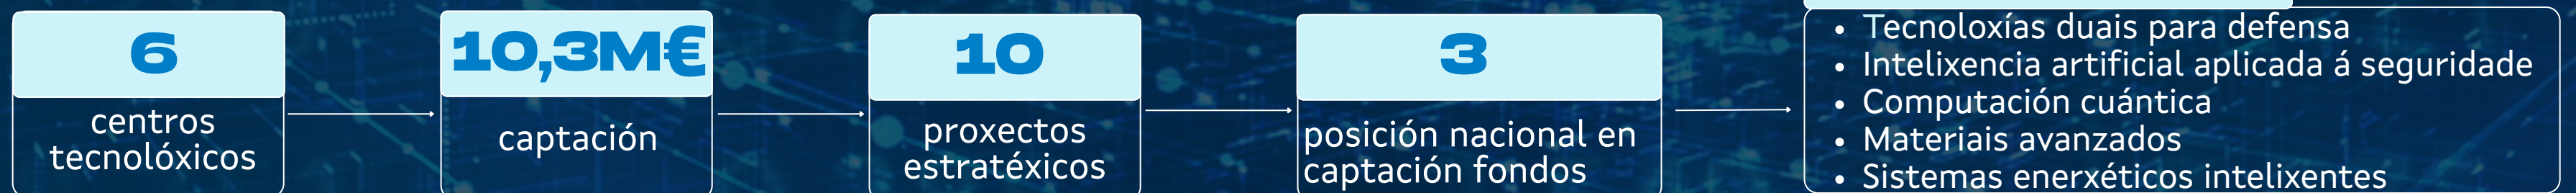 6
centros
tecnolóxicos
10,3M€
captación
10
proxectos
estratéxicos
3
posición nacional en
captación fondos
• Tecnoloxías duais para defensa
• Intelixencia artificial aplicada á seguridade
• Computación cuántica
• Materiais avanzados
• Sistemas enerxéticos intelixentes